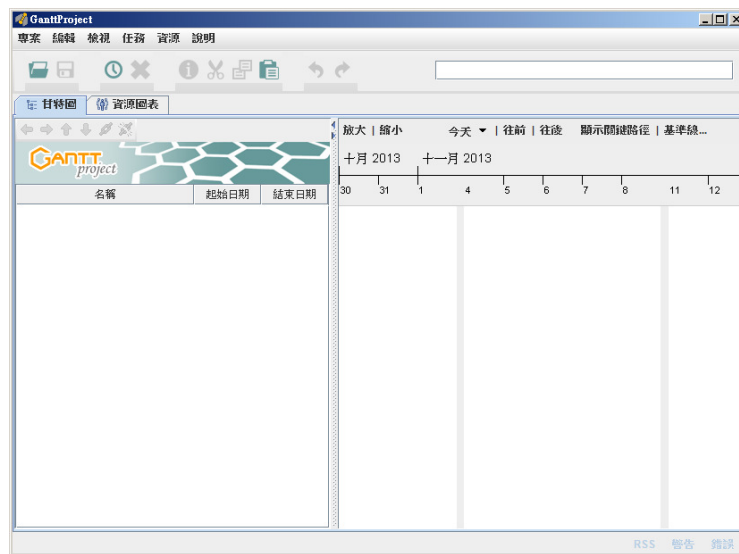 GanttProject
專案 編輯 檢視 任務 資源 說明
甘特圖 資源圖表
放大 | 縮小 今天 | 往前 | 往後 顯示關鍵路徑 | 基準線...
GANTT project
十月 2013 十一月 2013
名稱 起始日期 結束日期
30 31 1 4 5 6 7 8 11 12
RSS 警告 錯誤